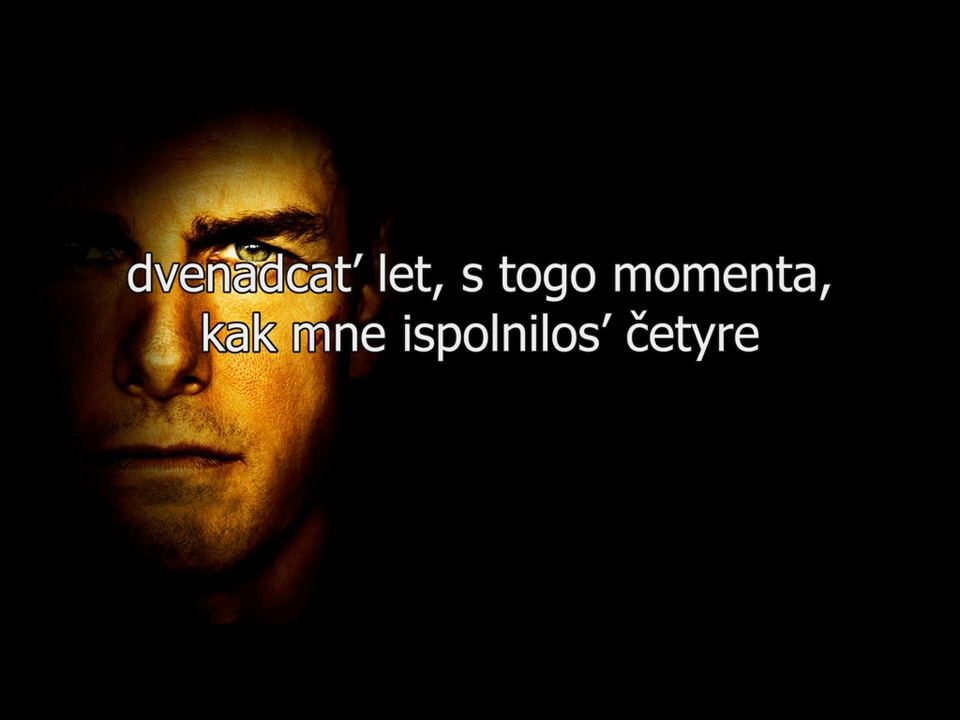 dvenadcat’ let, s togo momenta,
kak mne ispolnilos’ četyre